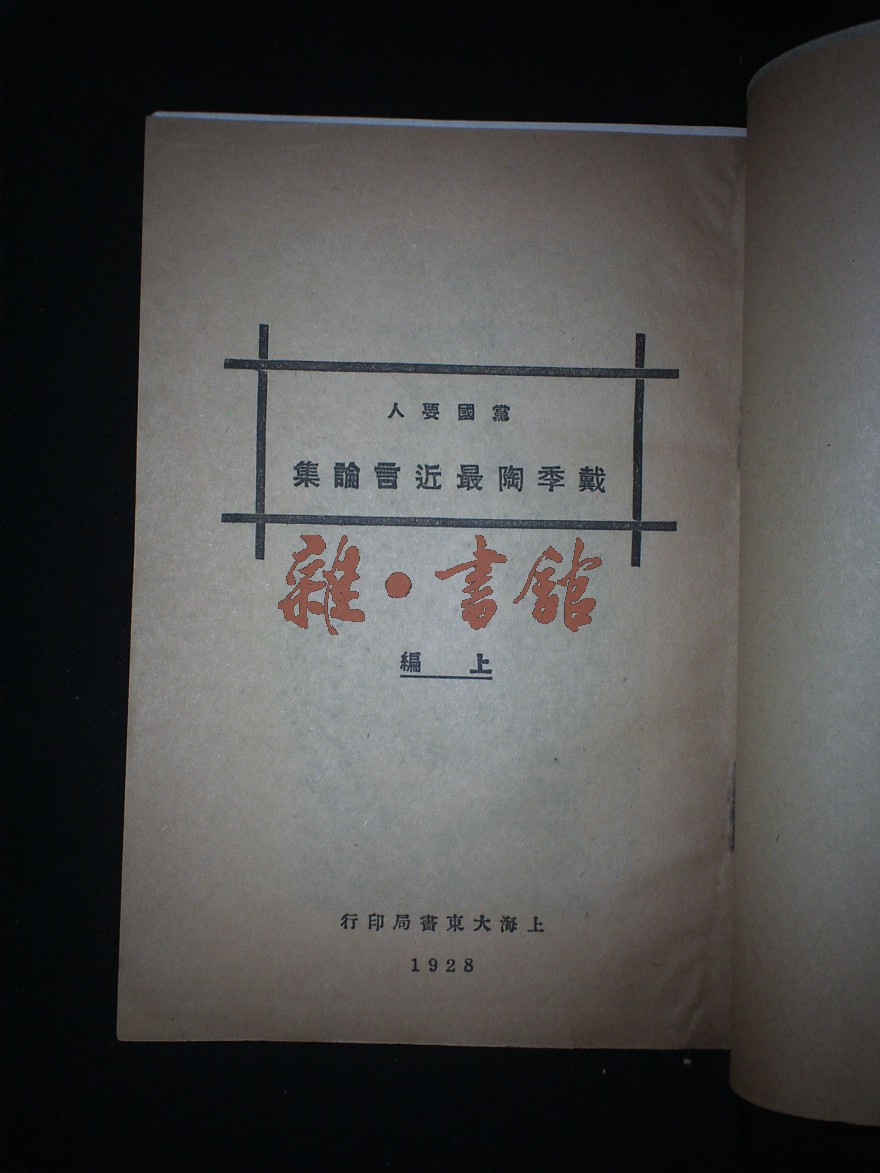 黨國要人
戴季陶最近言論集
雜・書館
上編
上海大東書局印行
1928